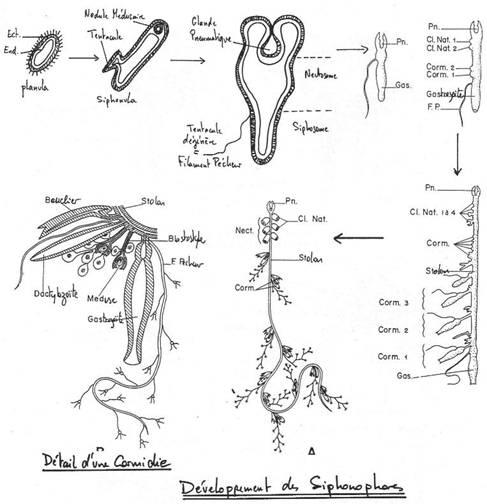 Ect.
End.
planula
Nodule Médusaire
Tentacule
Siphonula
Glande
Pneumatique
Nectosome
Siphosome
Tentacule
dégénéré
=
Filament Pêcheur
Pn.
Gas.
Pn.
Cl. Nat. 1
Cl. Nat. 2
Corm. 2
Corm. 1
Gastozoïte
F.P.
Pn.
Cl. Nat. 1 à 4
Corm.
Stolon
Corm. 3
Corm. 2
Corm. 1
Gas.
Pn.
Cl. Nat.
Nect.
Stolon
Corm.
Bouclier
Stolon
Blastostyle
F. Pêcheur
Dactylozoïte
Méduse
Gastozoïte
Détail d'une Cormidie
Développement des Siphonophores